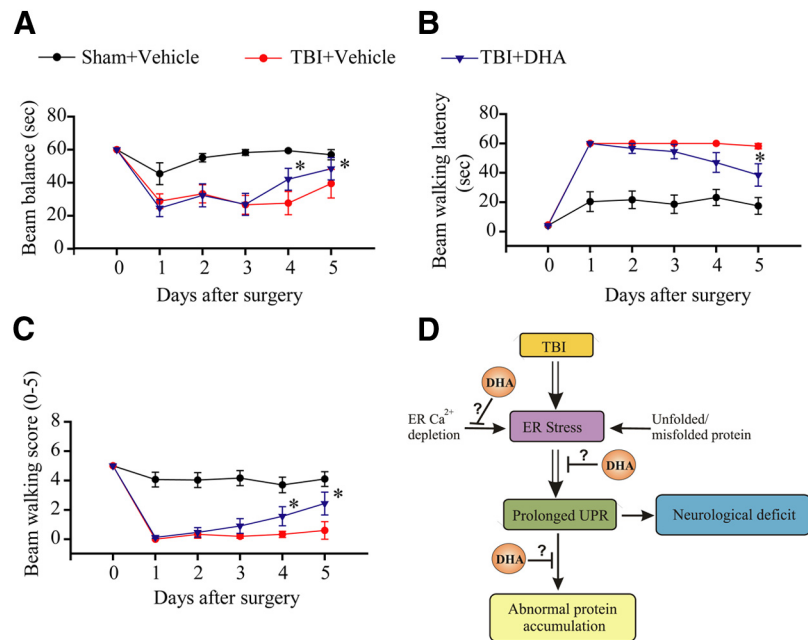 A
B
Sham+Vehicle
TBI+Vehicle
TBI+DHA
Beam balance (sec)
80
60
40
20
0
0 1 2 3 4 5
* *
Days after surgery
Beam walking latency
(sec)
80
60
40
20
0
0 1 2 3 4 5
*
Days after surgery
C
Beam walking score (0-5)
8
6
4
2
0
0 1 2 3 4 5
* *
Days after surgery
D
TBI
DHA
?
ER Ca2+
depletion
ER Stress
Unfolded/
misfolded protein
?
DHA
Prolonged UPR
Neurological deficit
DHA
?
Abnormal protein
accumulation